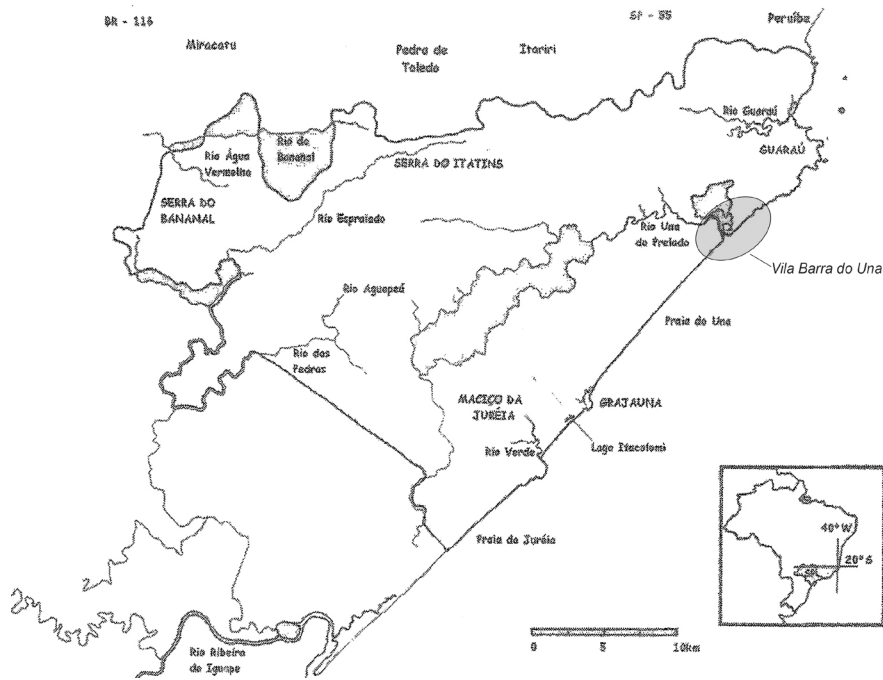 BR - 116
SP - 55
Peruíbe
Miracatu
Pedro de
Toledo
Itariri
Rio Guaraú
GUARAÚ
Rio Água
Vermelha
Rio do
Bananal
SERRA DO ITATINS
SERRA DO
BANANAL
Rio Espraiado
Rio Una
do Prelado
Vila Barra do Una
Rio Aguapeú
Praia do Una
Rio das
Pedras
MACIÇO DA
JURÉIA
GRAJAUNA
Rio Verde
Lago Itacolomi
Praia da Juréia
40° W
20° S
SP
0 5 10km
Rio Ribeira
de Iguape